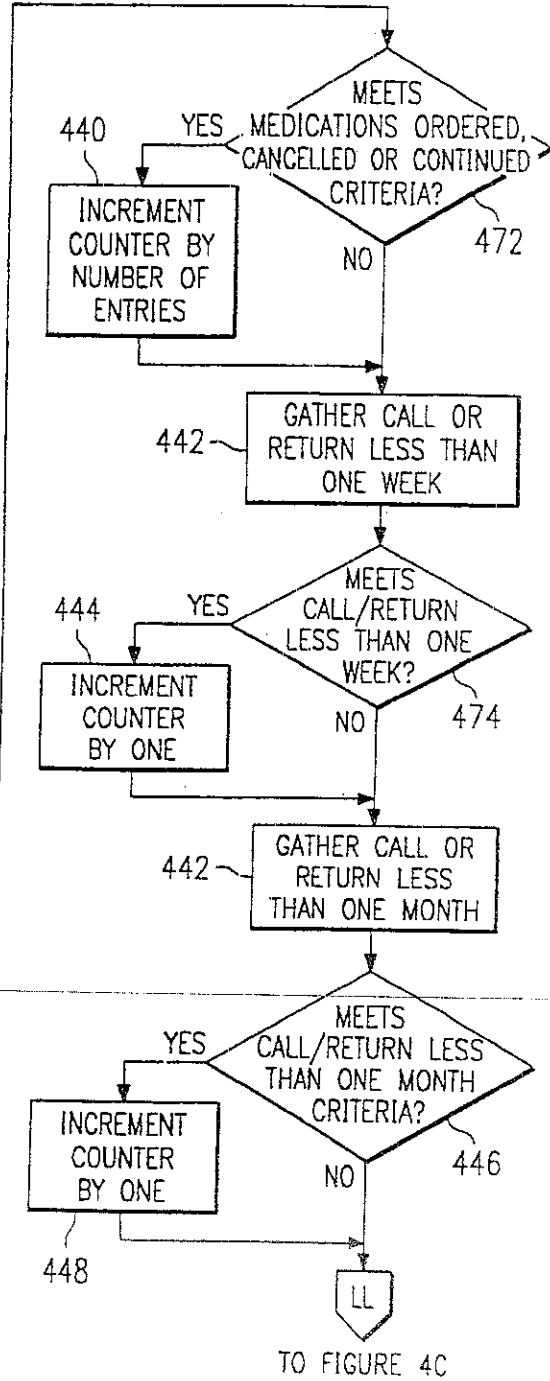 MEETS
MEDICATIONS ORDERED,
CANCELLED OR CONTINUED
CRITERIA?
472
YES
NO
440
INCREMENT
COUNTER BY
NUMBER OF
ENTRIES
442
GATHER CALL OR
RETURN LESS THAN
ONE WEEK
MEETS
CALL/RETURN
LESS THAN ONE
WEEK?
474
YES
NO
444
INCREMENT
COUNTER
BY ONE
442
GATHER CALL OR
RETURN LESS
THAN ONE MONTH
MEETS
CALL/RETURN LESS
THAN ONE MONTH
CRITERIA?
446
YES
NO
INCREMENT
COUNTER
BY ONE
448
LL
TO FIGURE 4C